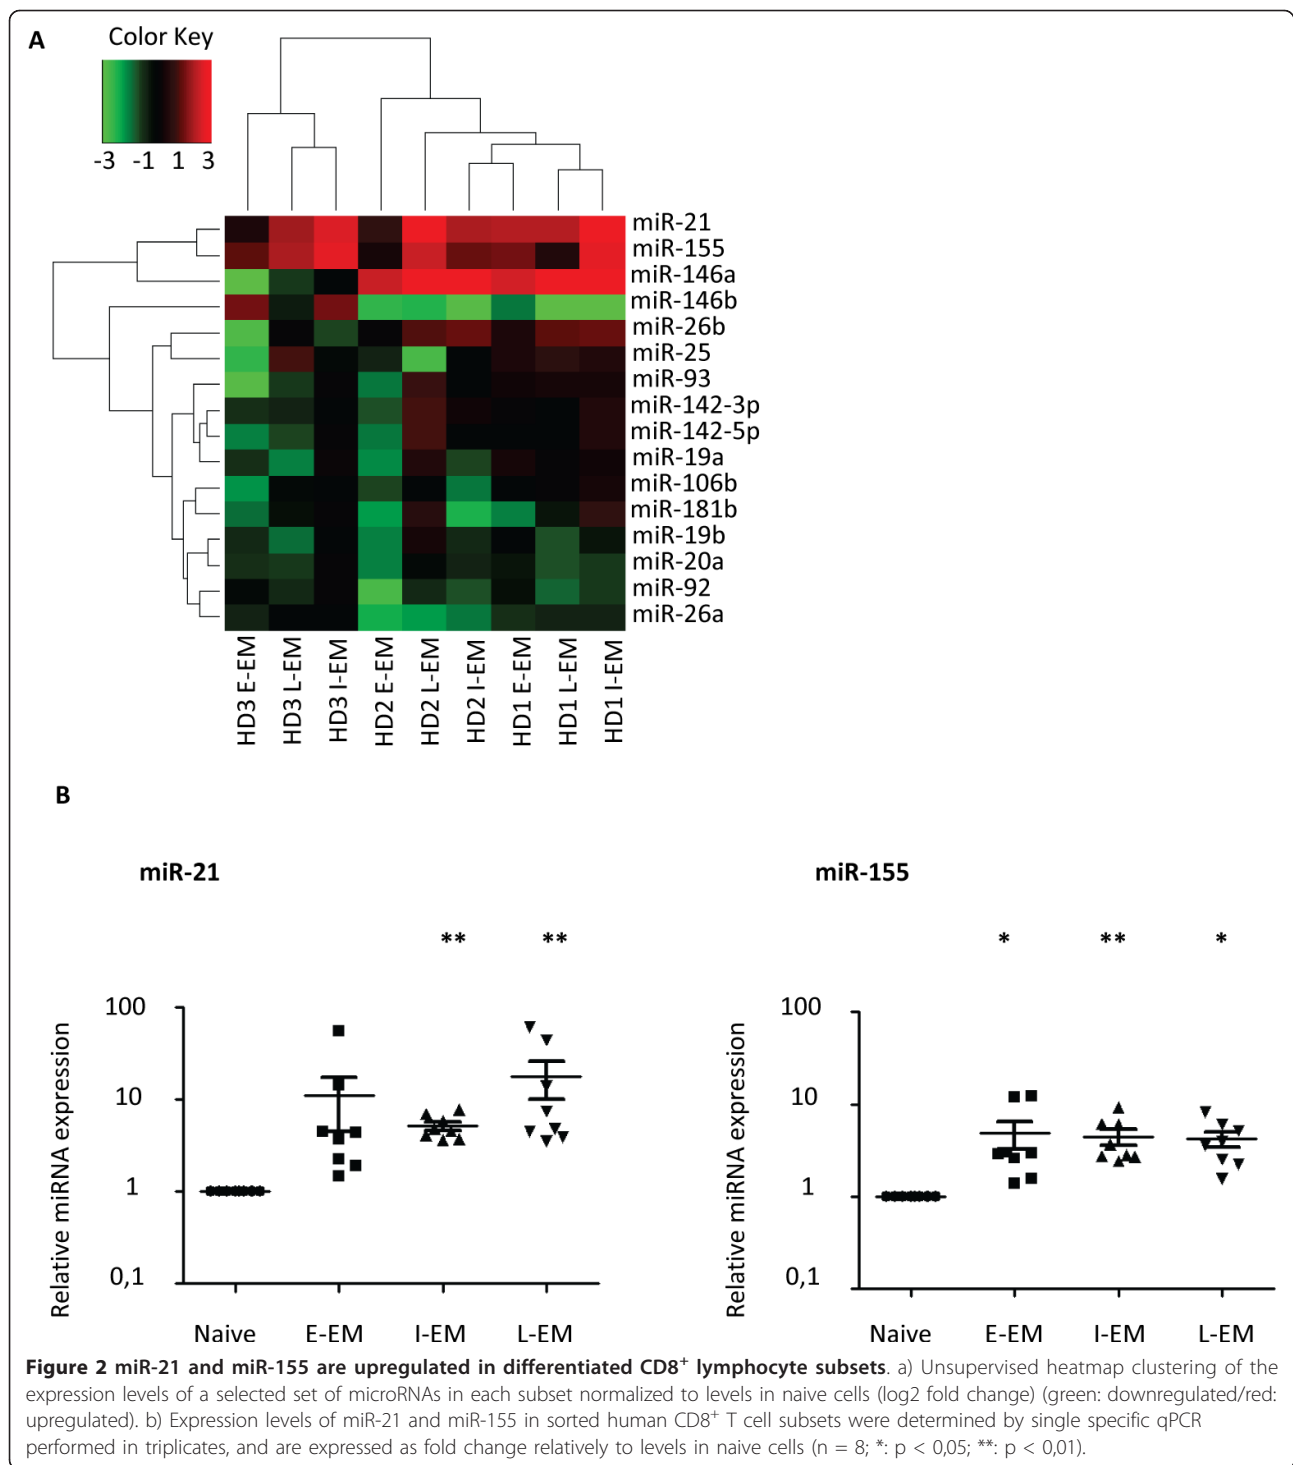 A
Color Key
-3 -1 1 3
miR-21
miR-155
miR-146a
miR-146b
miR-26b
miR-25
miR-93
miR-142-3p
miR-142-5p
miR-19a
miR-106b
miR-181b
miR-19b
miR-20a
miR-92
miR-26a
HD3 E-EM
HD3 L-EM
HD3 I-EM
HD2 E-EM
HD2 L-EM
HD2 I-EM
HD1 E-EM
HD1 L-EM
HD1 I-EM
B
miR-21
** **
Relative miRNA expression
100
10
1
0,1
Naive E-EM I-EM L-EM
miR-155
* ** *
Relative miRNA expression
100
10
1
0,1
Naive E-EM I-EM L-EM
Figure 2 miR-21 and miR-155 are upregulated in differentiated CD8⁺ lymphocyte subsets. a) Unsupervised heatmap clustering of the
expression levels of a selected set of microRNAs in each subset normalized to levels in naive cells (log2 fold change) (green: downregulated/red:
upregulated). b) Expression levels of miR-21 and miR-155 in sorted human CD8⁺ T cell subsets were determined by single specific qPCR
performed in triplicates, and are expressed as fold change relatively to levels in naive cells (n = 8; *: p < 0,05; **: p < 0,01).